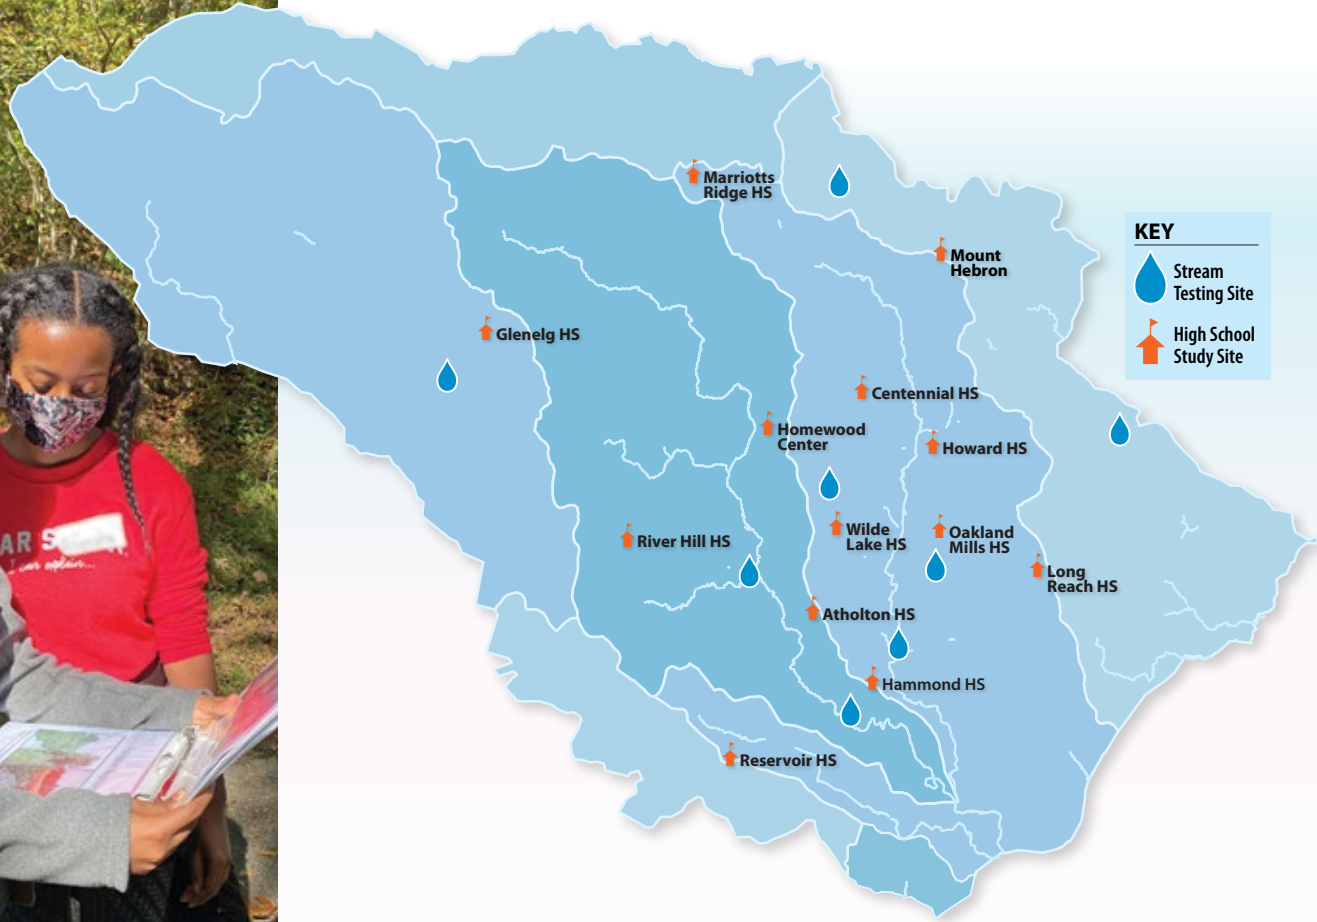 Marriotts
Ridge HS
Mount
Hebron
KEY
Stream
Testing Site
High School
Study Site
Glenelg HS
Centennial HS
Homewood
Center
Howard HS
Wilde
Lake HS
Oakland
Mills HS
River Hill HS
Long
Reach HS
Atholton HS
Hammond HS
Reservoir HS
AR S
I can explain...